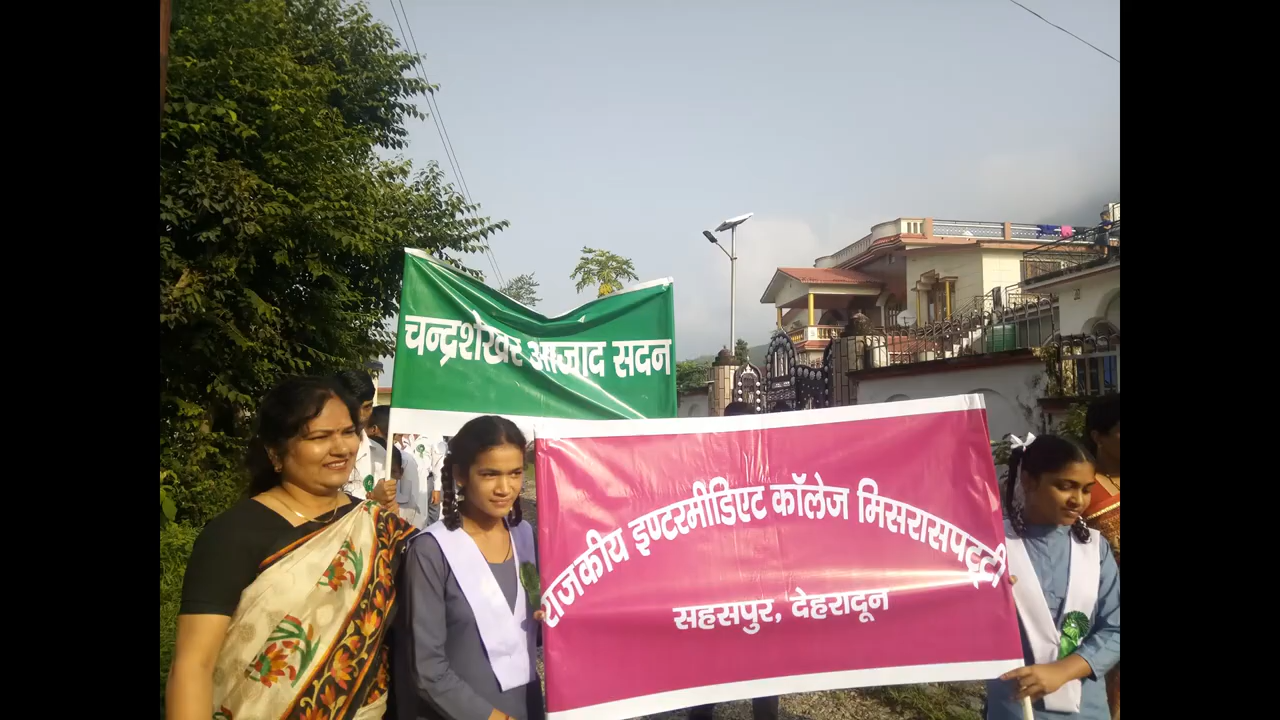 चन्द्रशेखर आज़ाद सदन
राजकीय इण्टरमीडिएट कॉलेज मिसरासपट्टी
सहसपुर, देहरादून